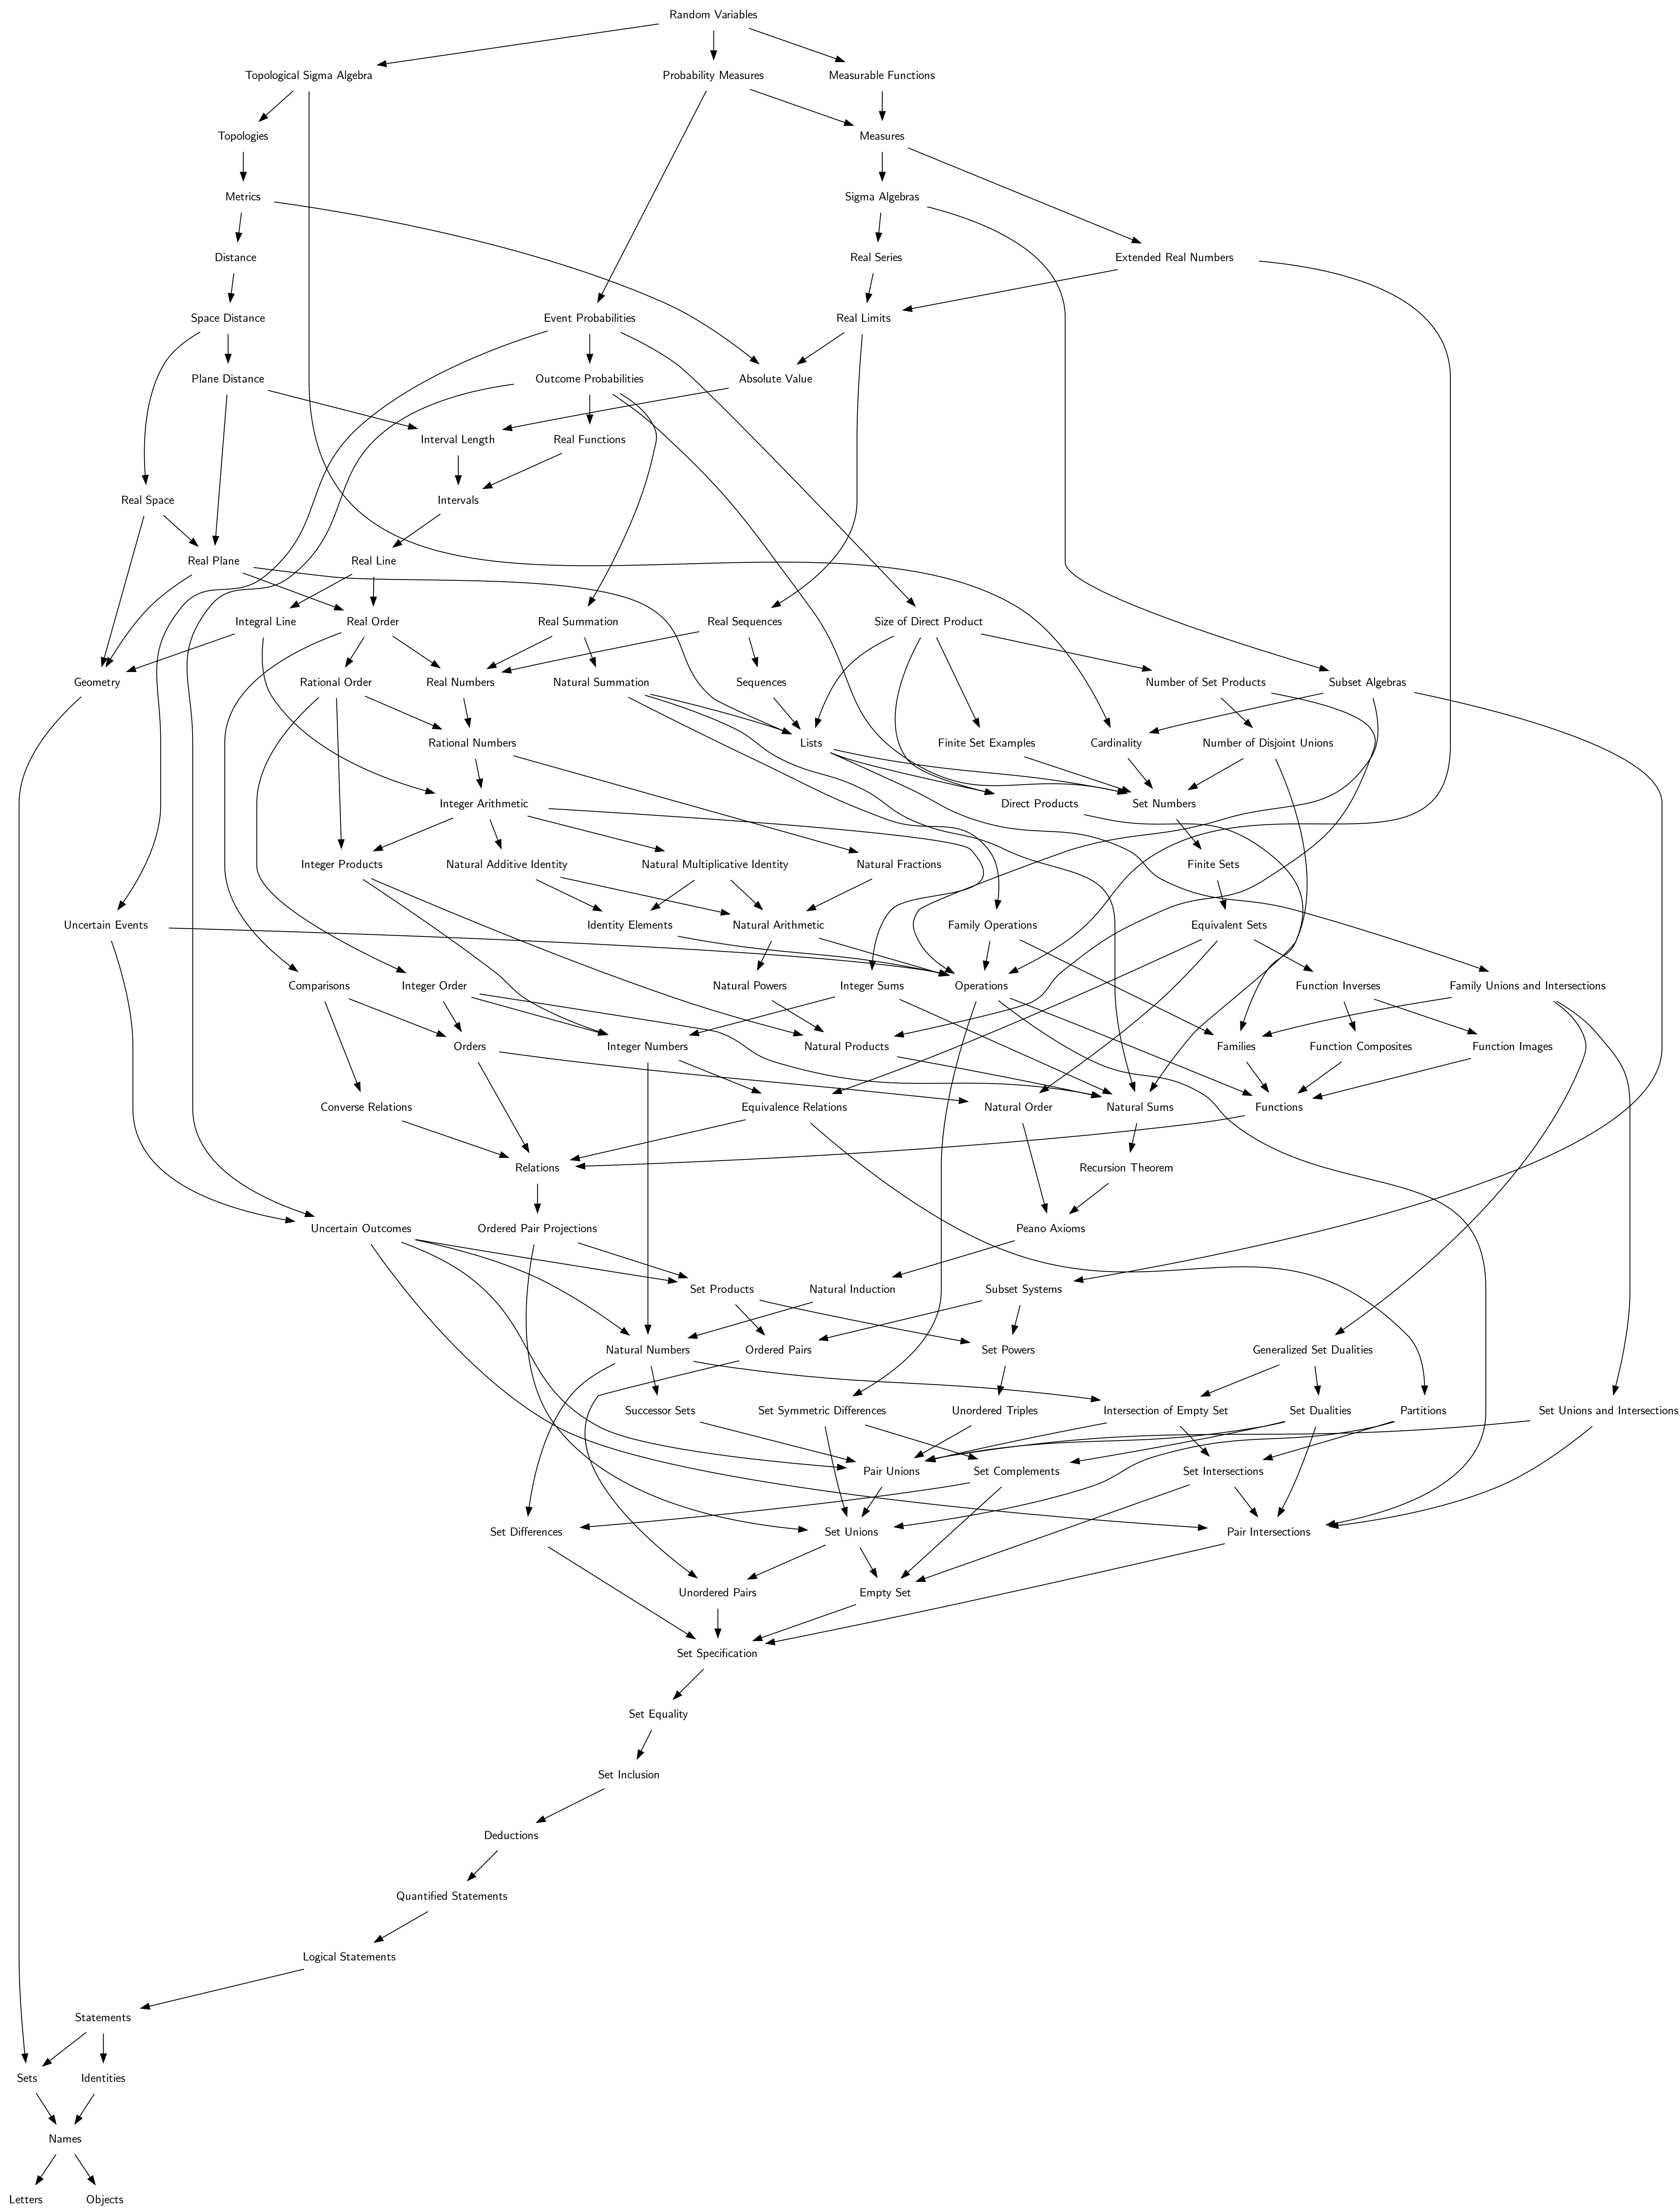 Random Variables
Topological Sigma Algebra
Probability Measures
Measurable Functions
Topologies
Measures
Metrics
Sigma Algebras
Distance
Real Series
Extended Real Numbers
Space Distance
Event Probabilities
Real Limits
Plane Distance
Outcome Probabilities
Absolute Value
Interval Length
Real Functions
Real Space
Intervals
Real Plane
Real Line
Integral Line
Real Order
Real Summation
Real Sequences
Size of Direct Product
Geometry
Rational Order
Real Numbers
Natural Summation
Sequences
Number of Set Products
Subset Algebras
Rational Numbers
Lists
Finite Set Examples
Cardinality
Number of Disjoint Unions
Integer Arithmetic
Direct Products
Set Numbers
Integer Products
Natural Additive Identity
Natural Multiplicative Identity
Natural Fractions
Finite Sets
Uncertain Events
Identity Elements
Natural Arithmetic
Family Operations
Equivalent Sets
Comparisons
Integer Order
Natural Powers
Integer Sums
Operations
Function Inverses
Family Unions and Intersections
Orders
Integer Numbers
Natural Products
Families
Function Composites
Function Images
Converse Relations
Equivalence Relations
Natural Order
Natural Sums
Functions
Relations
Recursion Theorem
Uncertain Outcomes
Ordered Pair Projections
Peano Axioms
Set Products
Natural Induction
Subset Systems
Natural Numbers
Ordered Pairs
Set Powers
Generalized Set Dualities
Successor Sets
Set Symmetric Differences
Unordered Triples
Intersection of Empty Set
Set Dualities
Partitions
Set Unions and Intersections
Pair Unions
Set Complements
Set Intersections
Set Differences
Set Unions
Pair Intersections
Unordered Pairs
Empty Set
Set Specification
Set Equality
Set Inclusion
Deductions
Quantified Statements
Logical Statements
Statements
Sets
Identities
Names
Letters
Objects